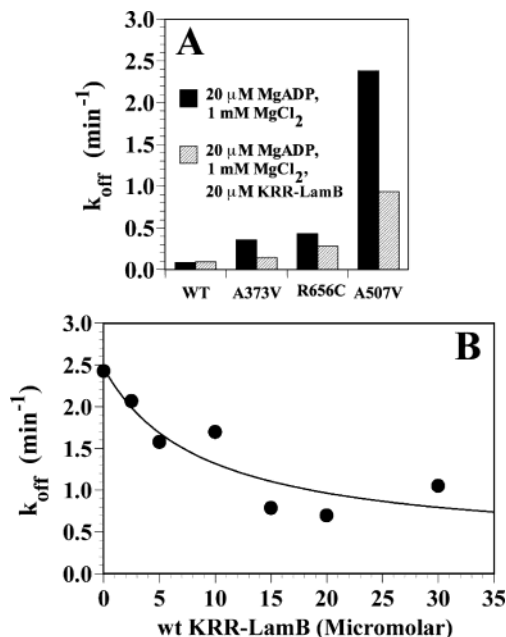 A
k_off (min⁻¹)
3.0
2.5
2.0
1.5
1.0
0.5
0.0
20 μM MgADP,
1 mM MgCl₂
20 μM MgADP,
1 mM MgCl₂,
20 μM KRR-LamB
WT A373V R656C A507V
B
k_off (min⁻¹)
3.0
2.5
2.0
1.5
1.0
0.5
0.0
0 5 10 15 20 25 30 35
wt KRR-LamB (Micromolar)